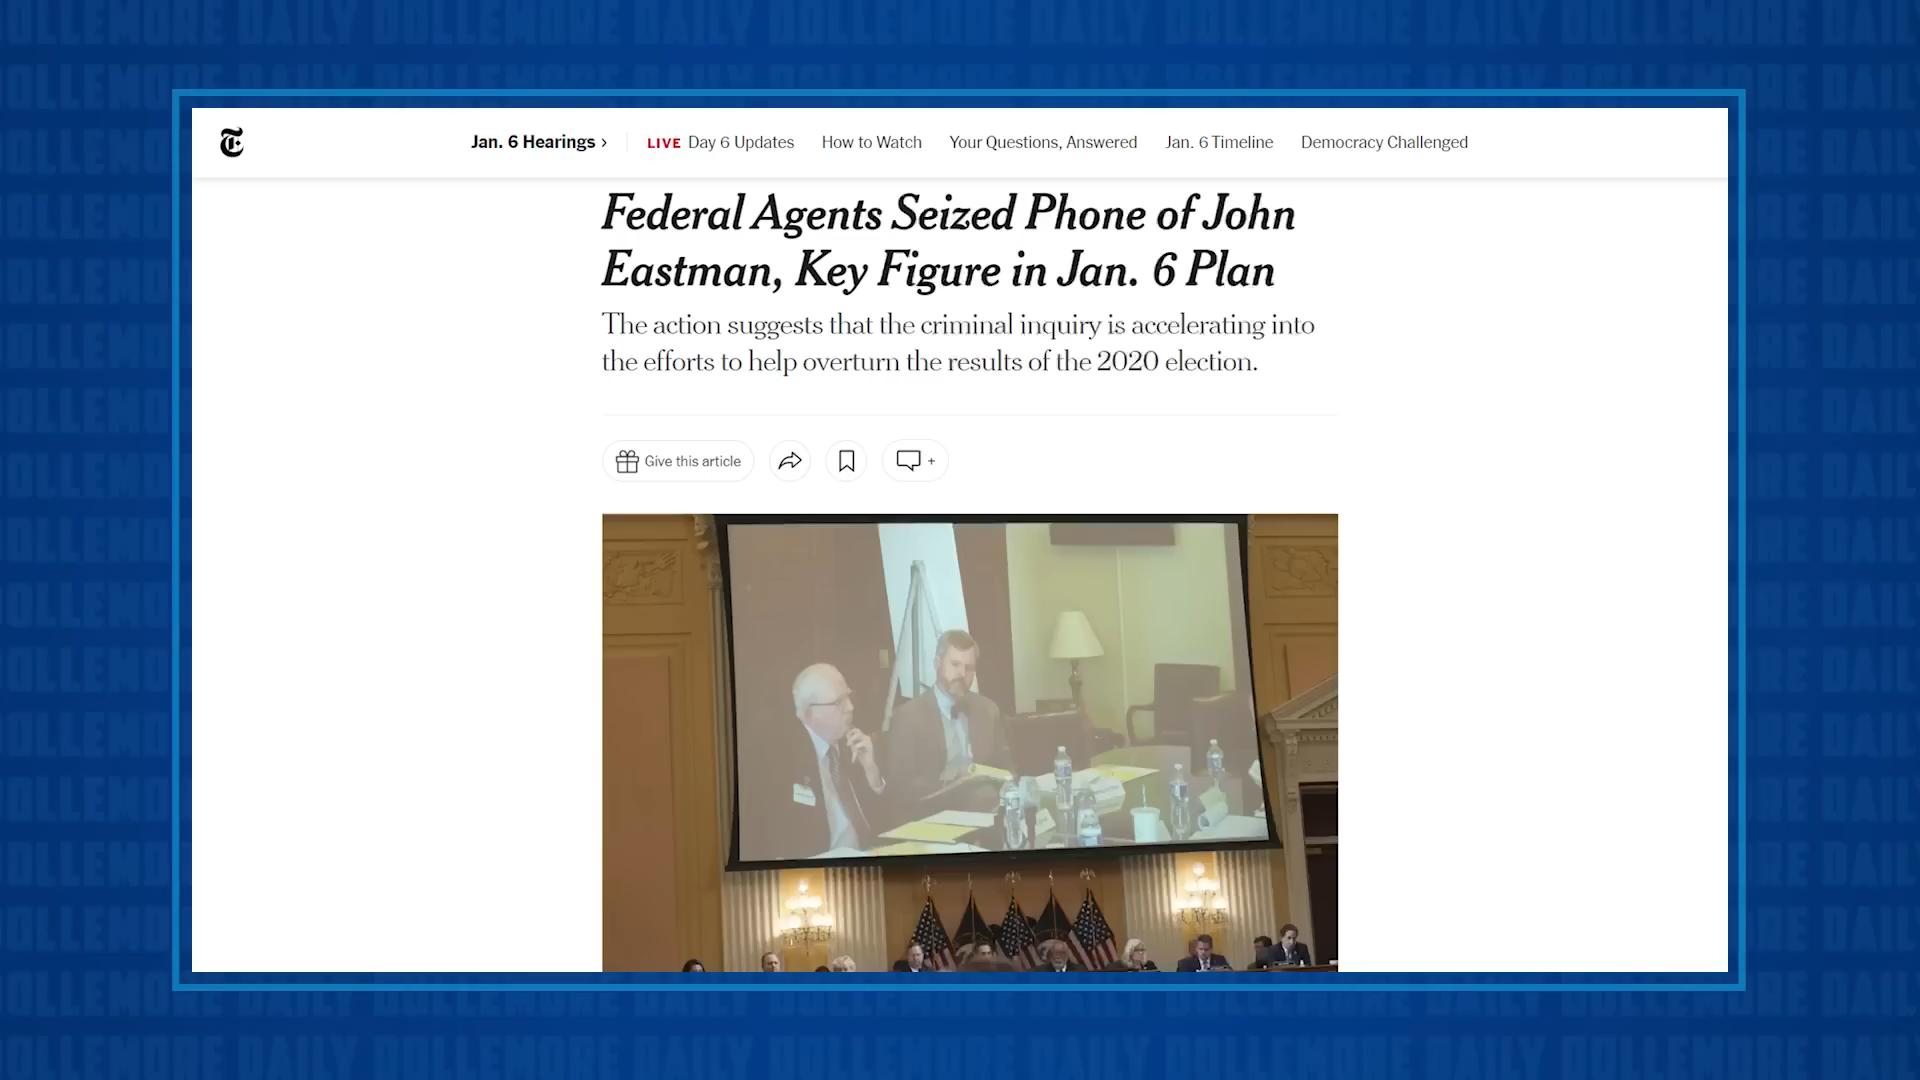 DOLLEMORE DAILY
Jan. 6 Hearings >
LIVE Day 6 Updates
How to Watch
Your Questions, Answered
Jan. 6 Timeline
Democracy Challenged
Federal Agents Seized Phone of John
Eastman, Key Figure in Jan. 6 Plan
The action suggests that the criminal inquiry is accelerating into
the efforts to help overturn the results of the 2020 election.
Give this article
+